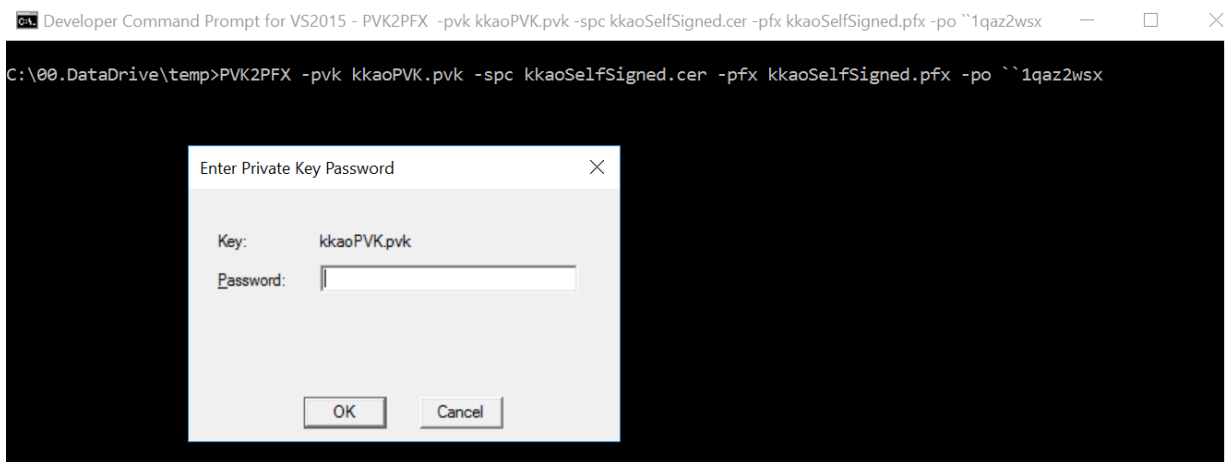 Developer Command Prompt for VS2015 - PVK2PFX  -pvk kkaoPVK.pvk -spc kkaoSelfSigned.cer -pfx kkaoSelfSigned.pfx -po ``1qaz2wsx
C:\00.DataDrive\temp>PVK2PFX -pvk kkaoPVK.pvk -spc kkaoSelfSigned.cer -pfx kkaoSelfSigned.pfx -po ``1qaz2wsx
Enter Private Key Password
Key: kkaoPVK.pvk
Password:
OK Cancel